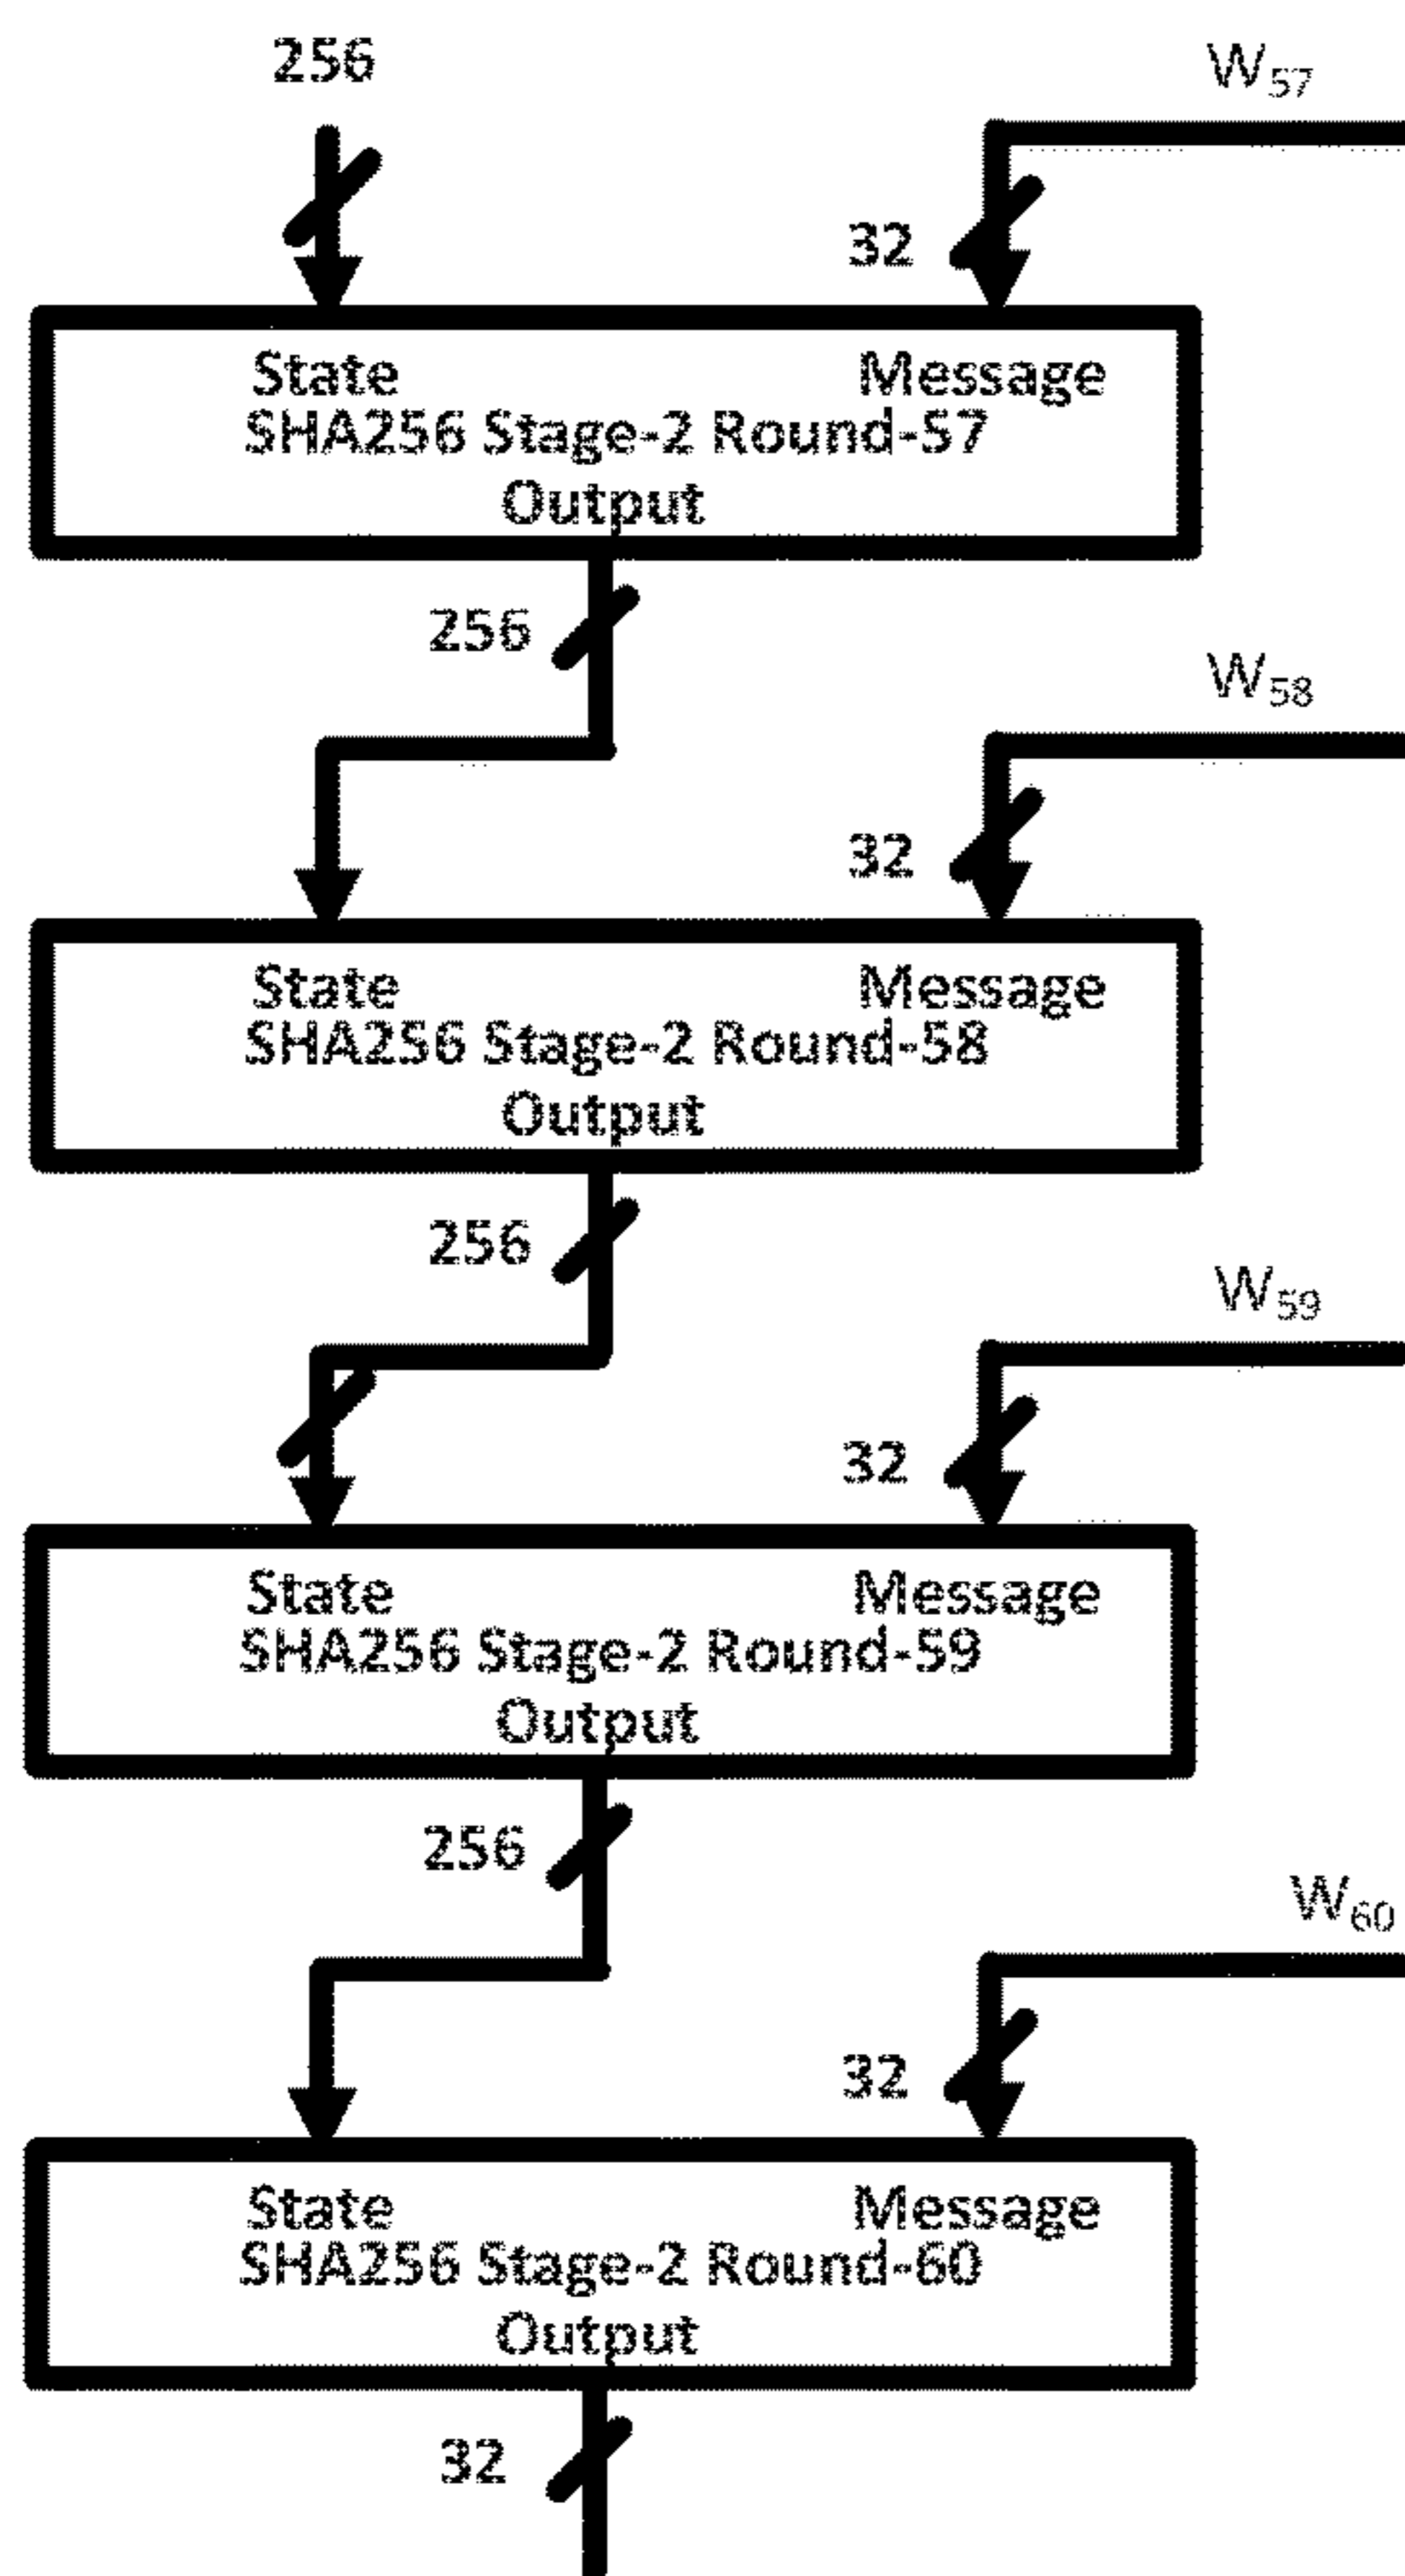 256
W57
32
State Message
SHA256 Stage-2 Round-57
Output
256
W58
32
State Message
SHA256 Stage-2 Round-58
Output
256
W59
32
State Message
SHA256 Stage-2 Round-59
Output
256
W60
32
State Message
SHA256 Stage-2 Round-60
Output
32